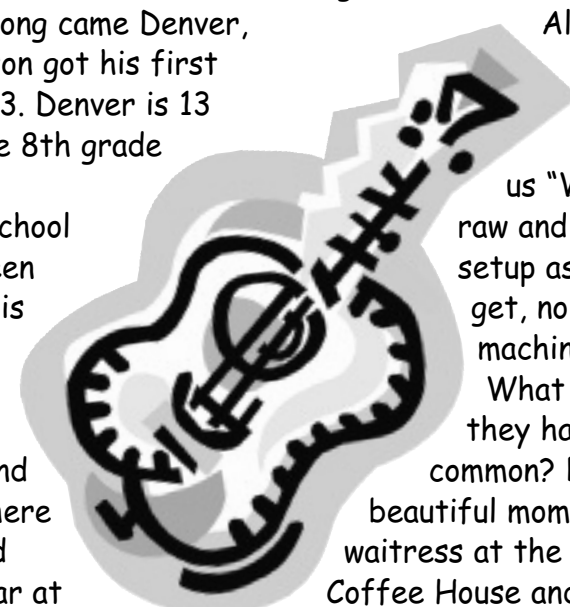 ong came Denver,
on got his first
3. Denver is 13
e 8th grade
chool
een
is
nd
here
d
ar at
Al
us “W
raw and
setup as
get, no
machin
What
they ha
common?
beautiful mom
waitress at the
Coffee House and